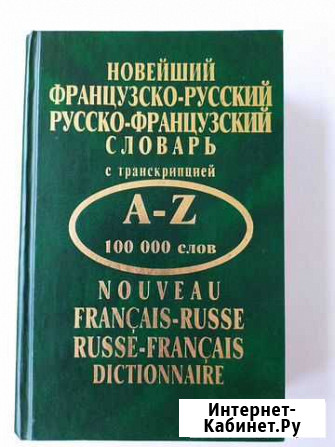 НОВЕЙШИЙ
ФРАНЦУЗСКО-РУССКИЙ
РУССКО-ФРАНЦУЗСКИЙ
СЛОВАРЬ
с транскрипцией
A-Z
100 000 слов
NOUVEAU
FRANÇAIS-RUSSE
RUSSE-FRANÇAIS
DICTIONNAIRE
Интернет-
Кабинет.Ру